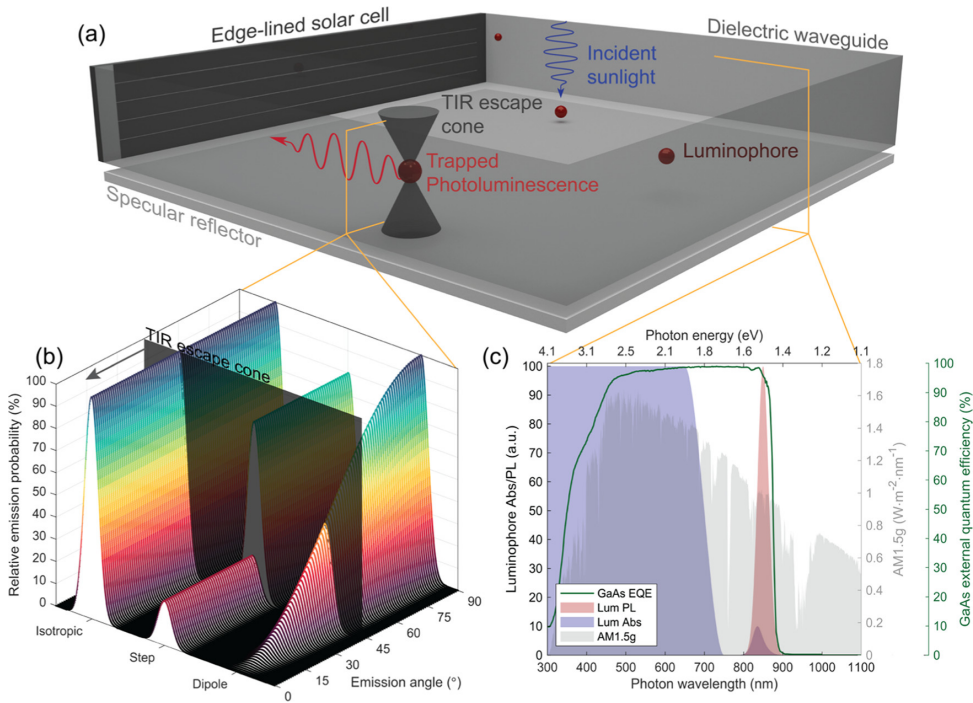 (a)
Edge-lined solar cell
Dielectric waveguide
Incident
sunlight
TIR escape
cone
Luminophore
Trapped
Photoluminescence
Specular reflector
(b)
TIR escape cone
Relative emission probability (%)
100
90
80
70
60
50
40
30
20
10
0
Isotropic
Step
Dipole
0
15
30
45
60
75
90
Emission angle (°)
(c)
Photon energy (eV)
4.1 3.1 2.5 2.1 1.8 1.6 1.4 1.2 1.1
Luminophore Abs/PL (a.u.)
100
90
80
70
60
50
40
30
20
10
0
GaAs EQE
Lum PL
Lum Abs
AM1.5g
300 400 500 600 700 800 900 1000 1100
Photon wavelength (nm)
1.8
1.6
1.4
1.2
1
0.8
0.6
0.4
0.2
0
AM1.5g (W·m⁻²·nm⁻¹)
100
90
80
70
60
50
40
30
20
10
0
GaAs external quantum efficiency (%)